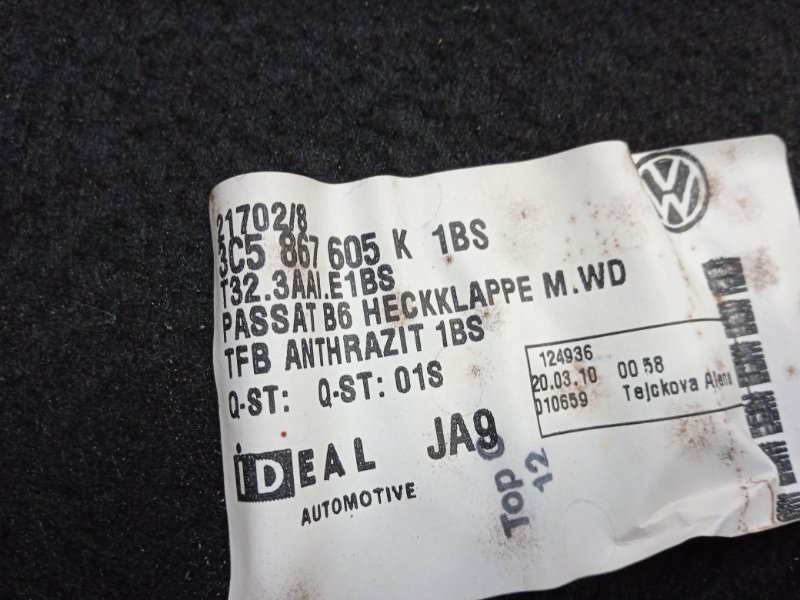 21702/8
3C5 867 605 K 1BS
T32.3AAI.E1BS
PASSAT B6 HECKKLAPPE M.WD
TFB ANTHRAZIT 1BS
Q-ST: Q-ST: 01S
124936
20.03.10 00 58
010659 Tejckova Alena
iDEAL JA9
AUTOMOTIVE
TOP
12